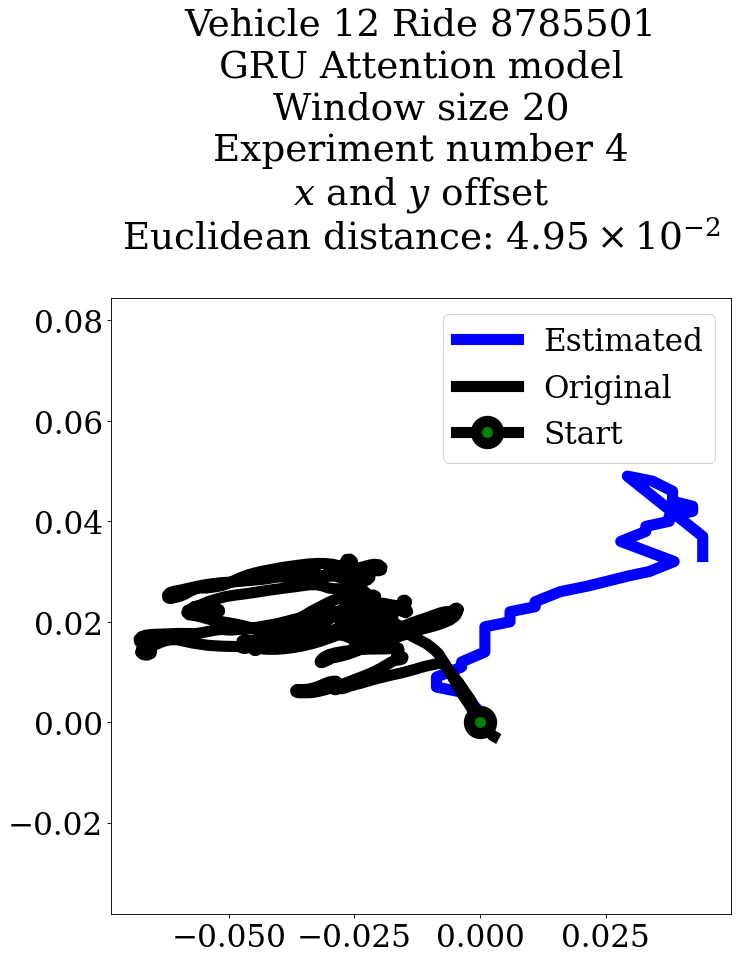 Vehicle 12 Ride 8785501
GRU Attention model
Window size 20
Experiment number 4
x and y offset
Euclidean distance: 4.95 × 10⁻²
Estimated
Original
Start
0.08
0.06
0.04
0.02
0.00
−0.02
−0.050 −0.025 0.000 0.025